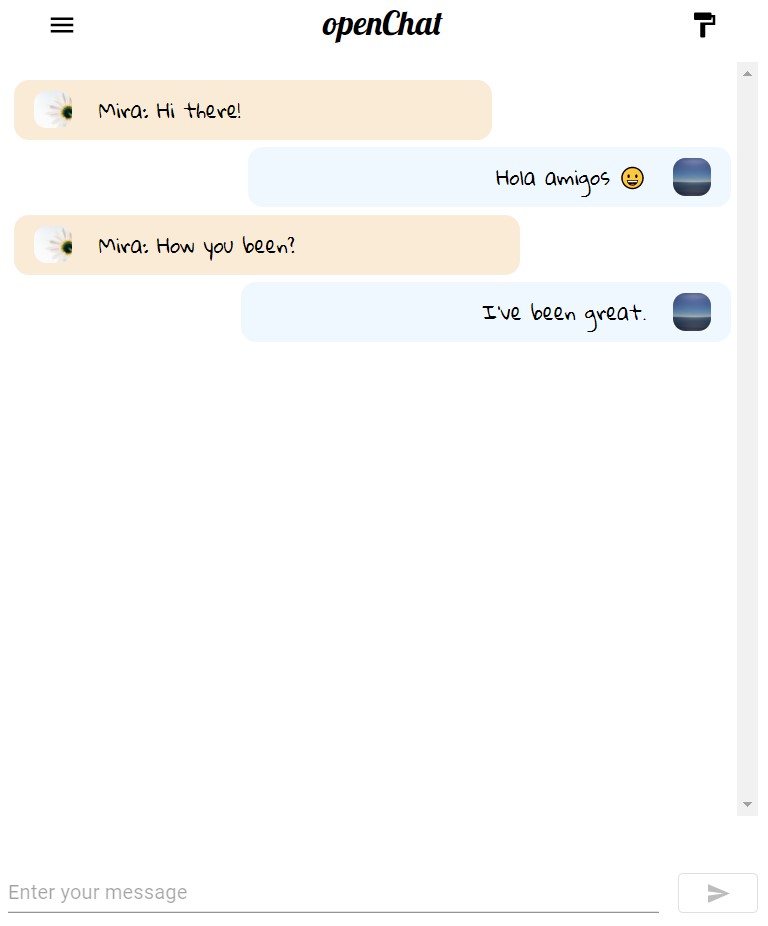 openChat
Mira: Hi there!
Hola amigos 😀
Mira: How you been?
I've been great.
Enter your message